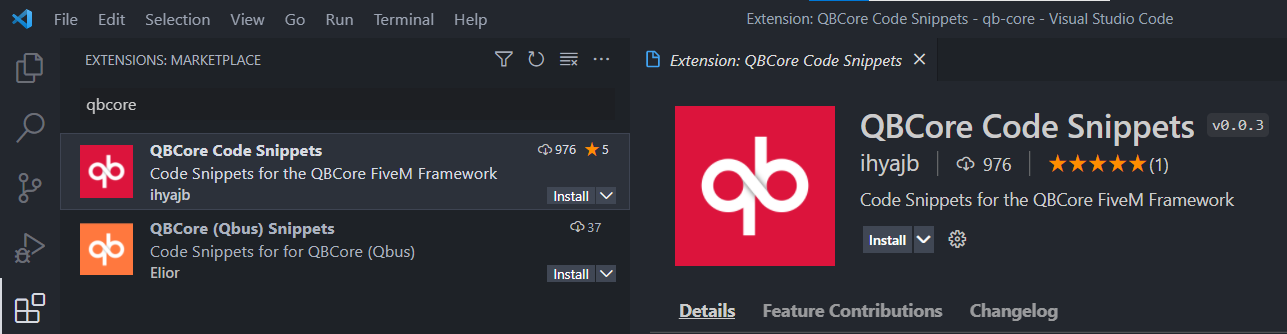 File Edit Selection View Go Run Terminal Help
Extension: QBCore Code Snippets - qb-core - Visual Studio Code
EXTENSIONS: MARKETPLACE
qbcore
QBCore Code Snippets 976 5
Code Snippets for the QBCore FiveM Framework
ihyajb Install
QBCore (Qbus) Snippets 37
Code Snippets for for QBCore (Qbus)
Elior Install
Extension: QBCore Code Snippets
qb
QBCore Code Snippets v0.0.3
ihyajb 976 (1)
Code Snippets for the QBCore FiveM Framework
Install
Details Feature Contributions Changelog